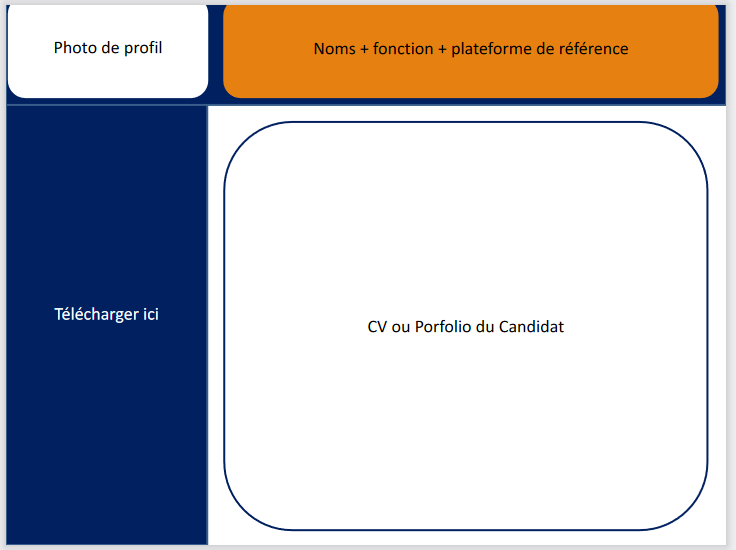 Photo de profil
Noms + fonction + plateforme de référence
Télécharger ici
CV ou Porfolio du Candidat